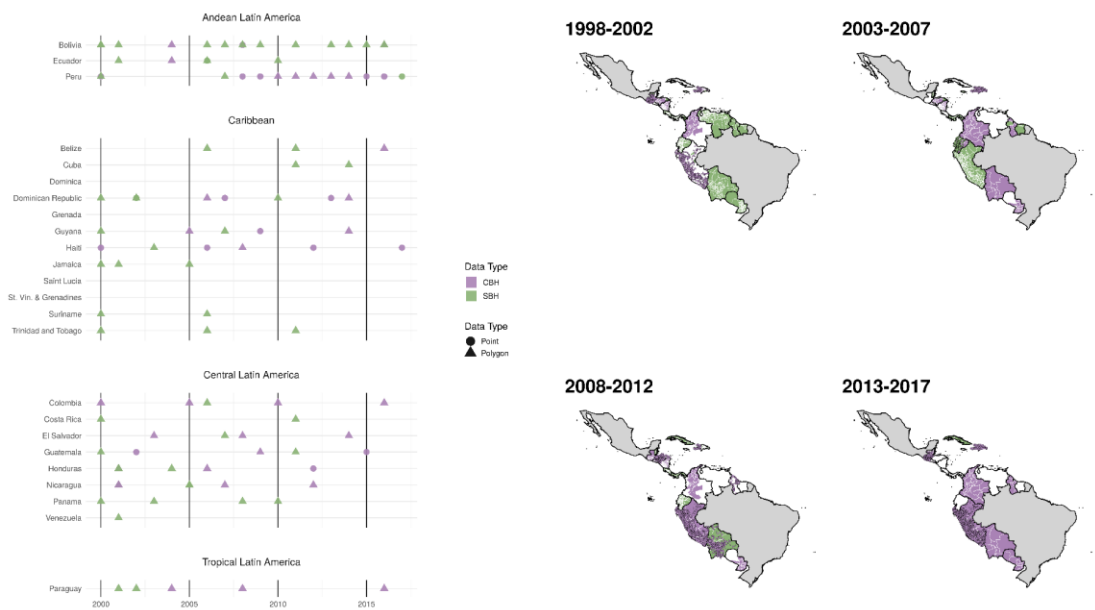 Andean Latin America
Bolivia
Ecuador
Peru
Caribbean
Belize
Cuba
Dominica
Dominican Republic
Grenada
Guyana
Haiti
Jamaica
Saint Lucia
St. Vin. & Grenadines
Suriname
Trinidad and Tobago
Central Latin America
Colombia
Costa Rica
El Salvador
Guatemala
Honduras
Nicaragua
Panama
Venezuela
Tropical Latin America
Paraguay
2000 2005 2010 2015
Data Type
CBH
SBH
Data Type
Point
Polygon
1998-2002 2003-2007
2008-2012 2013-2017